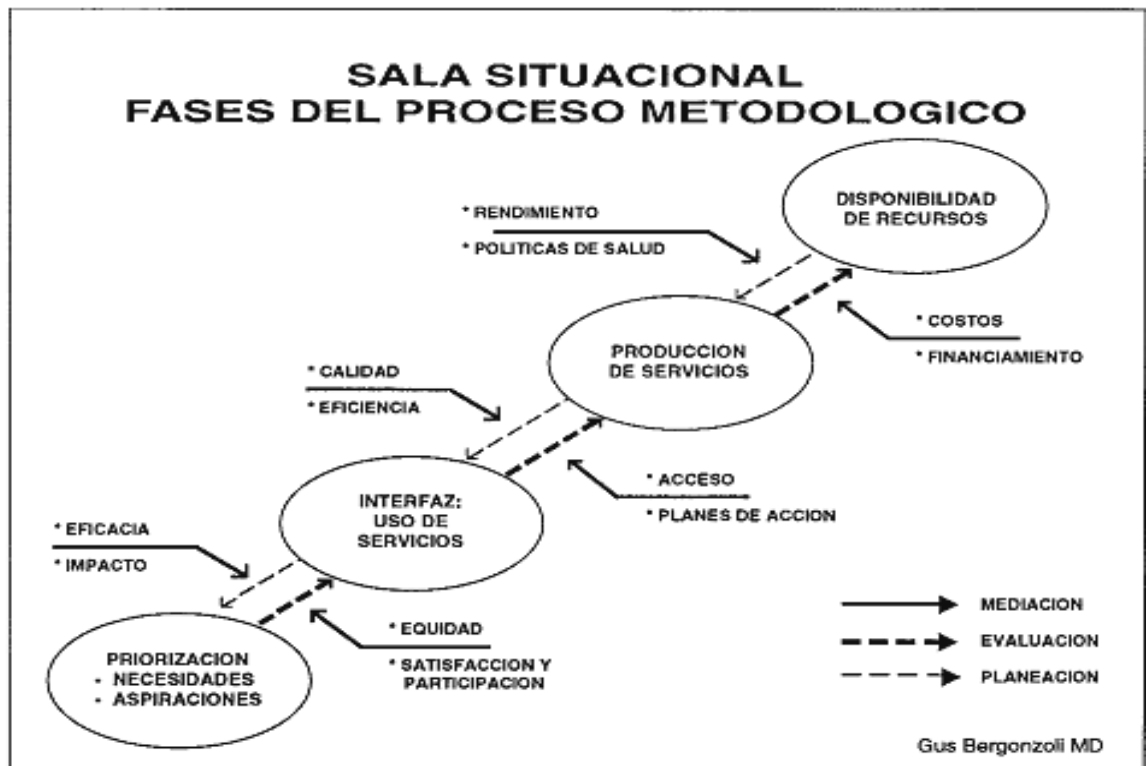 SALA SITUACIONAL
FASES DEL PROCESO METODOLOGICO
DISPONIBILIDAD
DE RECURSOS
* RENDIMIENTO
* POLITICAS DE SALUD
* COSTOS
* FINANCIAMIENTO
PRODUCCION
DE SERVICIOS
* CALIDAD
* EFICIENCIA
* ACCESO
* PLANES DE ACCION
INTERFAZ:
USO DE
SERVICIOS
* EFICACIA
* IMPACTO
* EQUIDAD
* SATISFACCION Y
PARTICIPACION
PRIORIZACION
- NECESIDADES
- ASPIRACIONES
MEDIACION
EVALUACION
PLANEACION
Gus Bergonzoli MD